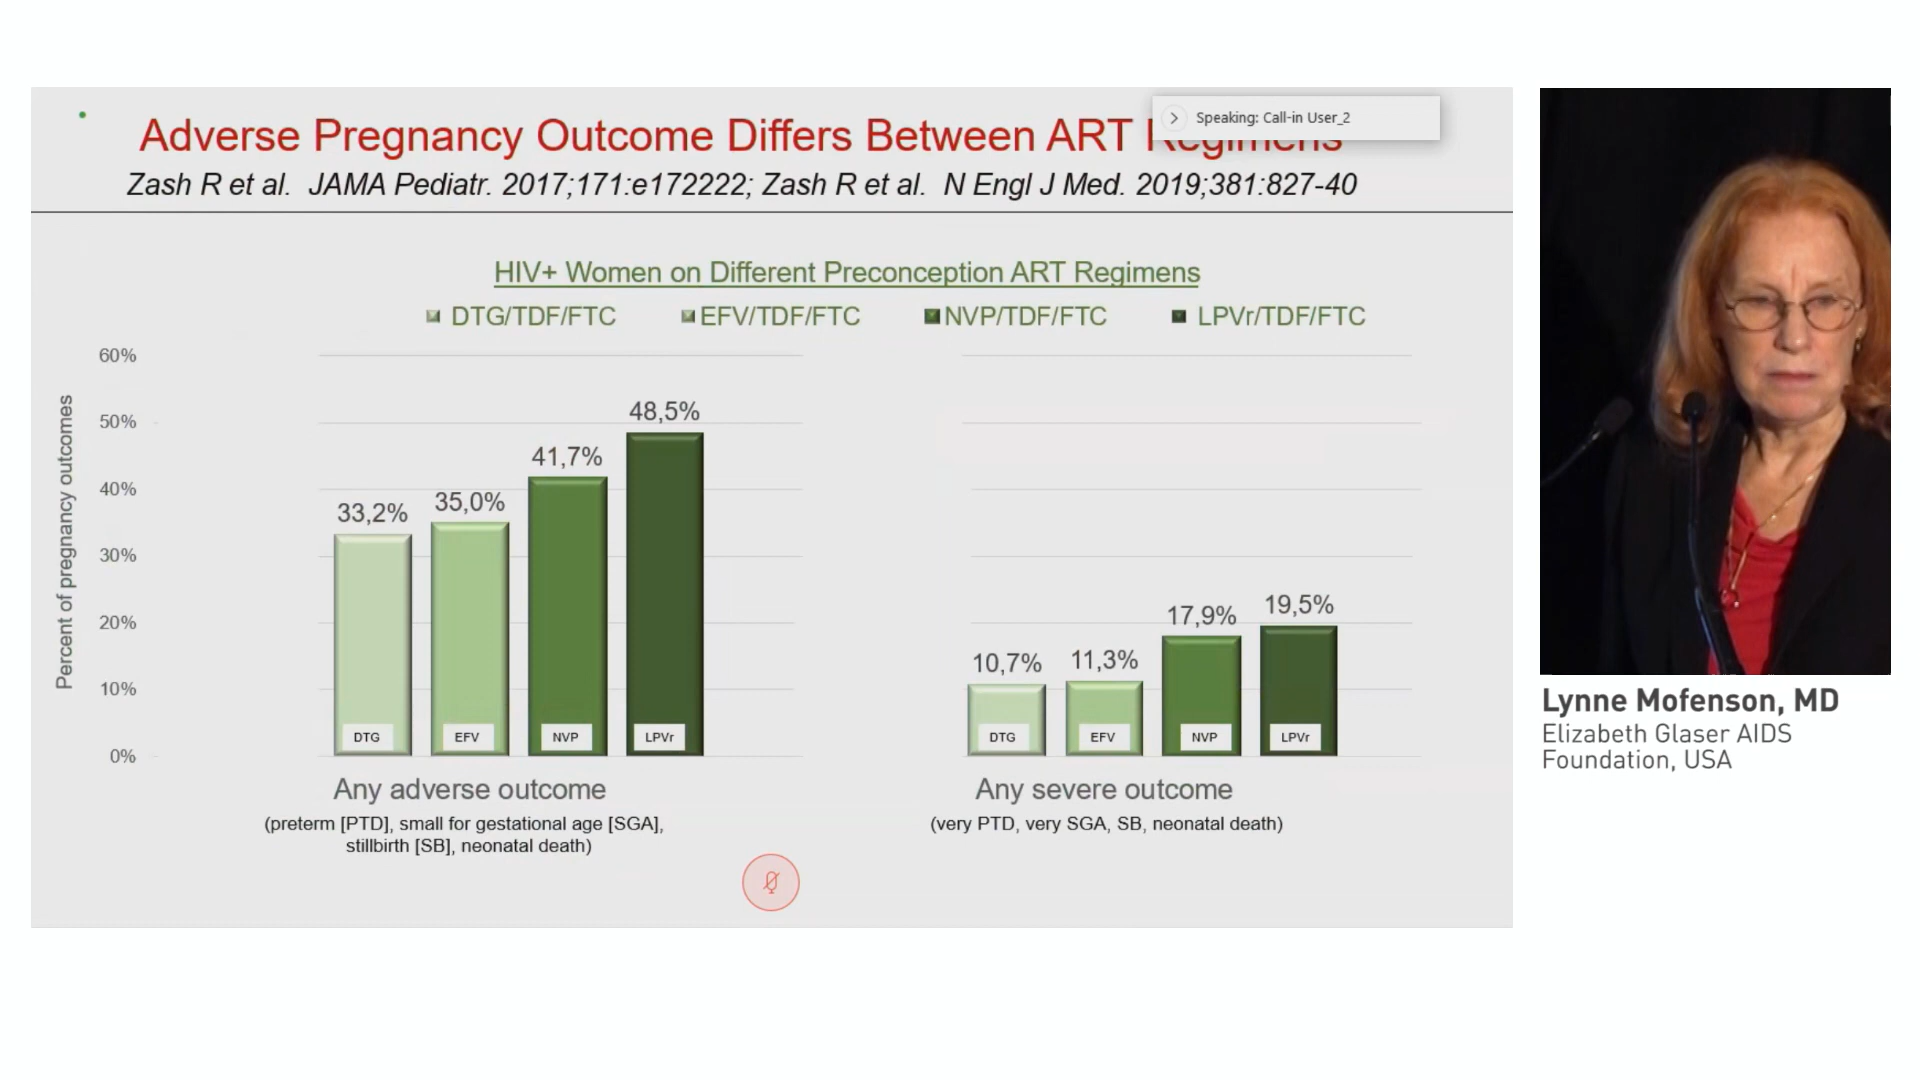 Adverse Pregnancy Outcome Differs Between ART Regimens
Speaking: Call-in User_2
Zash R et al. JAMA Pediatr. 2017;171:e172222; Zash R et al. N Engl J Med. 2019;381:827-40
HIV+ Women on Different Preconception ART Regimens
DTG/TDF/FTC EFV/TDF/FTC NVP/TDF/FTC LPVr/TDF/FTC
Percent of pregnancy outcomes
60%
50%
40%
30%
20%
10%
0%
33,2% 35,0% 41,7% 48,5%
DTG EFV NVP LPVr
Any adverse outcome
(preterm [PTD], small for gestational age [SGA],
stillbirth [SB], neonatal death)
10,7% 11,3% 17,9% 19,5%
DTG EFV NVP LPVr
Any severe outcome
(very PTD, very SGA, SB, neonatal death)
Lynne Mofenson, MD
Elizabeth Glaser AIDS
Foundation, USA